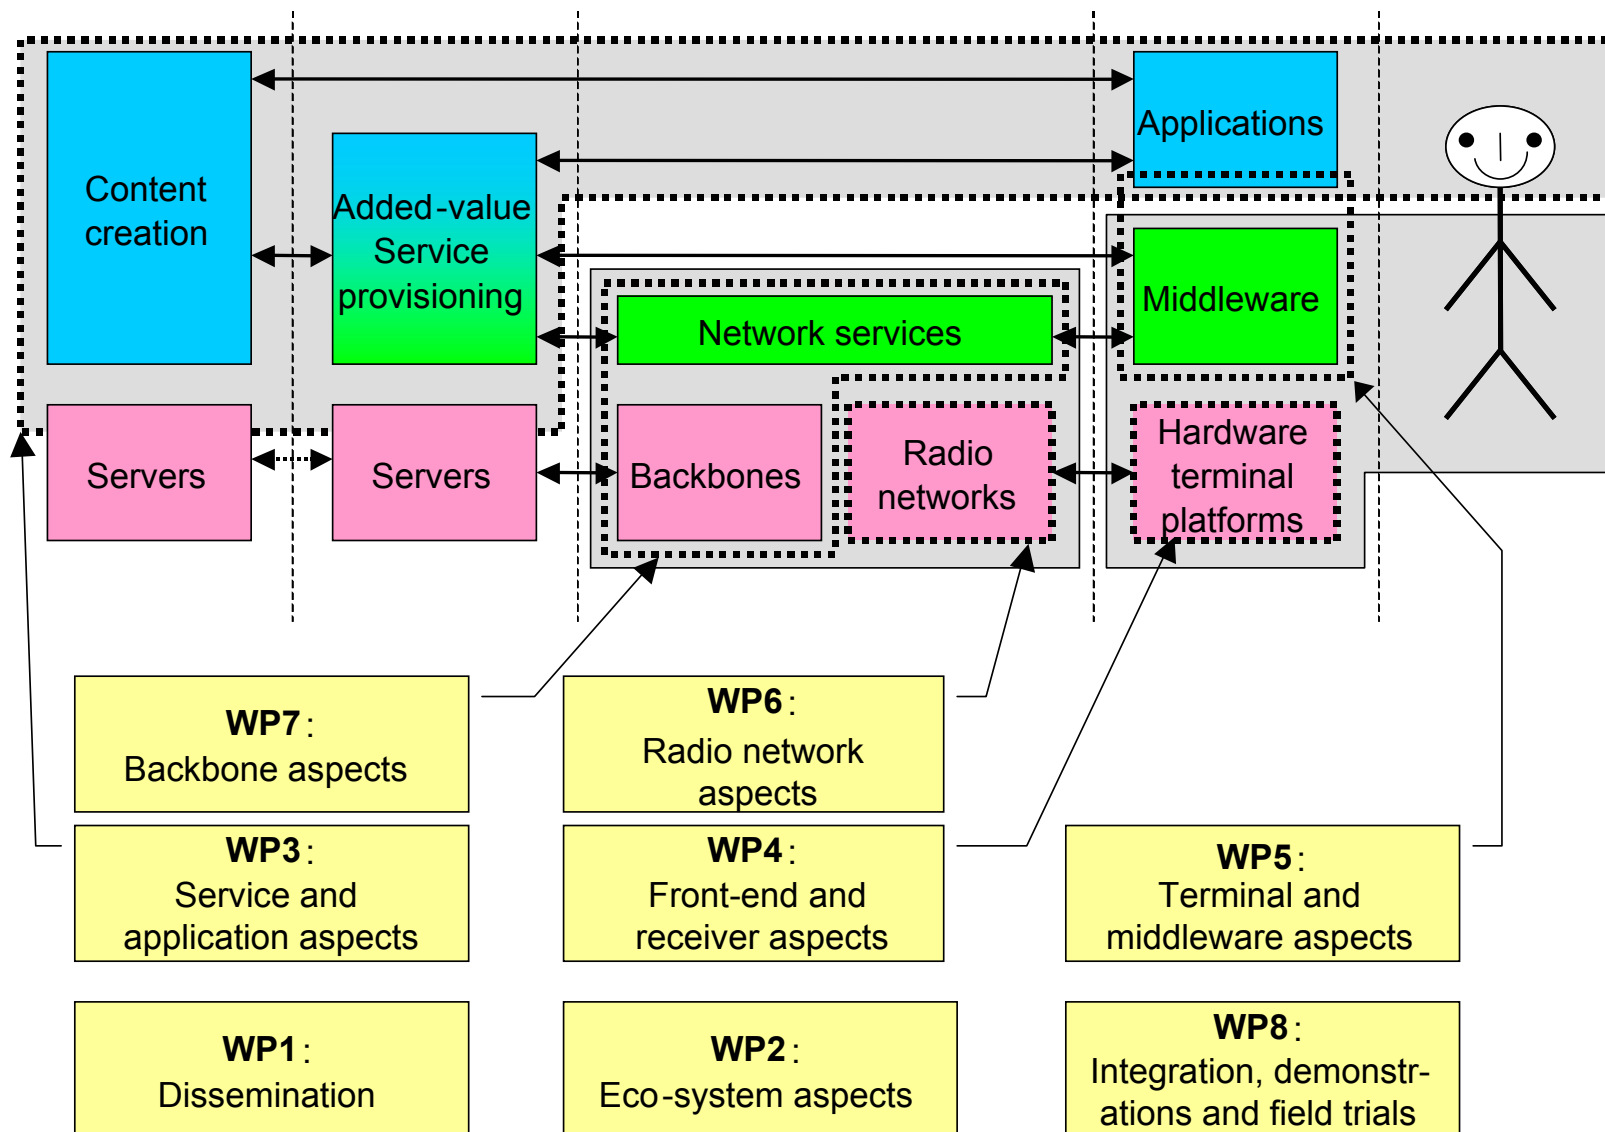 Content
creation
Added-value
Service
provisioning
Applications
Network services
Middleware
Servers
Servers
Backbones
Radio
networks
Hardware
terminal
platforms
WP7:
Backbone aspects
WP6:
Radio network
aspects
WP3:
Service and
application aspects
WP4:
Front-end and
receiver aspects
WP5:
Terminal and
middleware aspects
WP1:
Dissemination
WP2:
Eco-system aspects
WP8:
Integration, demonstr-
ations and field trials